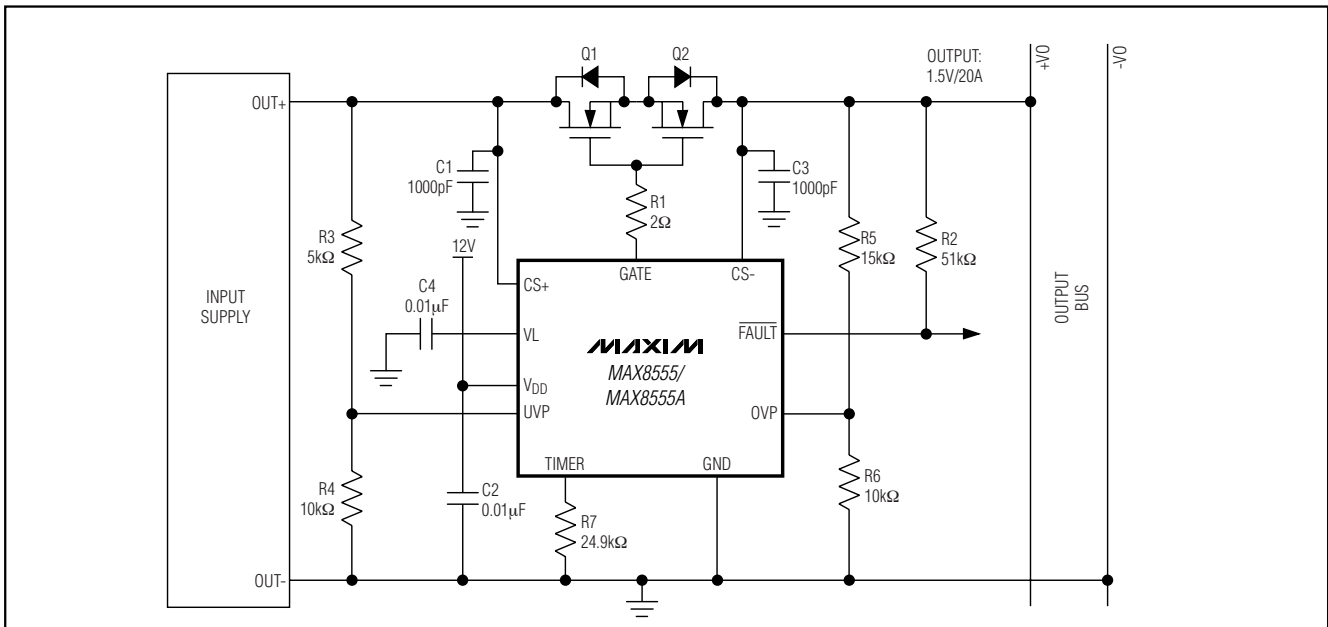 Q1
Q2
OUTPUT:
1.5V/20A
+VO
-VO
OUT+
C1
1000pF
C3
1000pF
R1
2Ω
R3
5kΩ
12V
R5
15kΩ
R2
51kΩ
GATE
CS-
CS+
INPUT
SUPPLY
C4
0.01µF
OUTPUT
BUS
VL
FAULT
MAXIM
MAX8555/
MAX8555A
VDD
UVP
OVP
TIMER
GND
R4
10kΩ
C2
0.01µF
R6
10kΩ
R7
24.9kΩ
OUT-